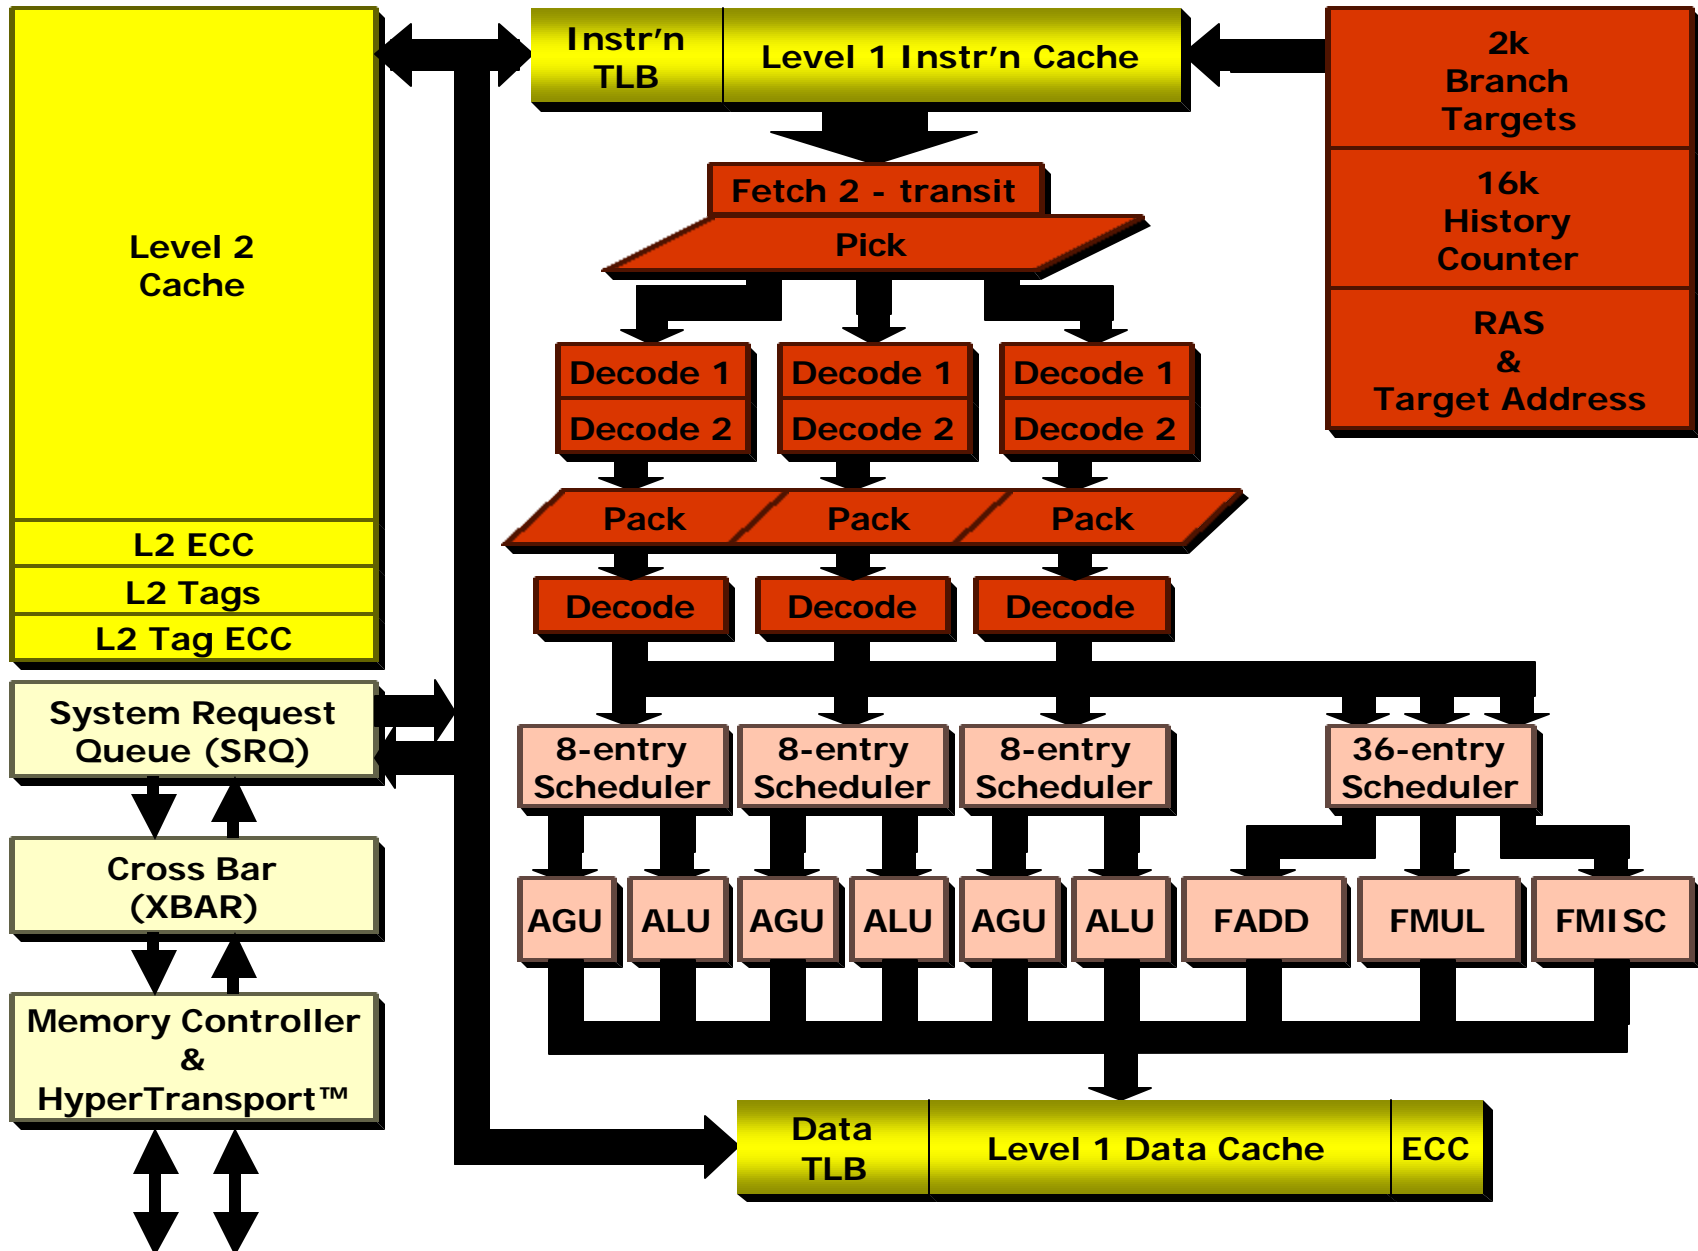 Level 2
Cache
L2 ECC
L2 Tags
L2 Tag ECC
System Request
Queue (SRQ)
Cross Bar
(XBAR)
Memory Controller
&
HyperTransport™
Instr'n
TLB
Level 1 Instr'n Cache
2k
Branch
Targets
16k
History
Counter
RAS
&
Target Address
Fetch 2 - transit
Pick
Decode 1
Decode 1
Decode 1
Decode 2
Decode 2
Decode 2
Pack
Pack
Pack
Decode
Decode
Decode
8-entry
Scheduler
8-entry
Scheduler
8-entry
Scheduler
36-entry
Scheduler
AGU
ALU
AGU
ALU
AGU
ALU
FADD
FMUL
FMISC
Data
TLB
Level 1 Data Cache
ECC